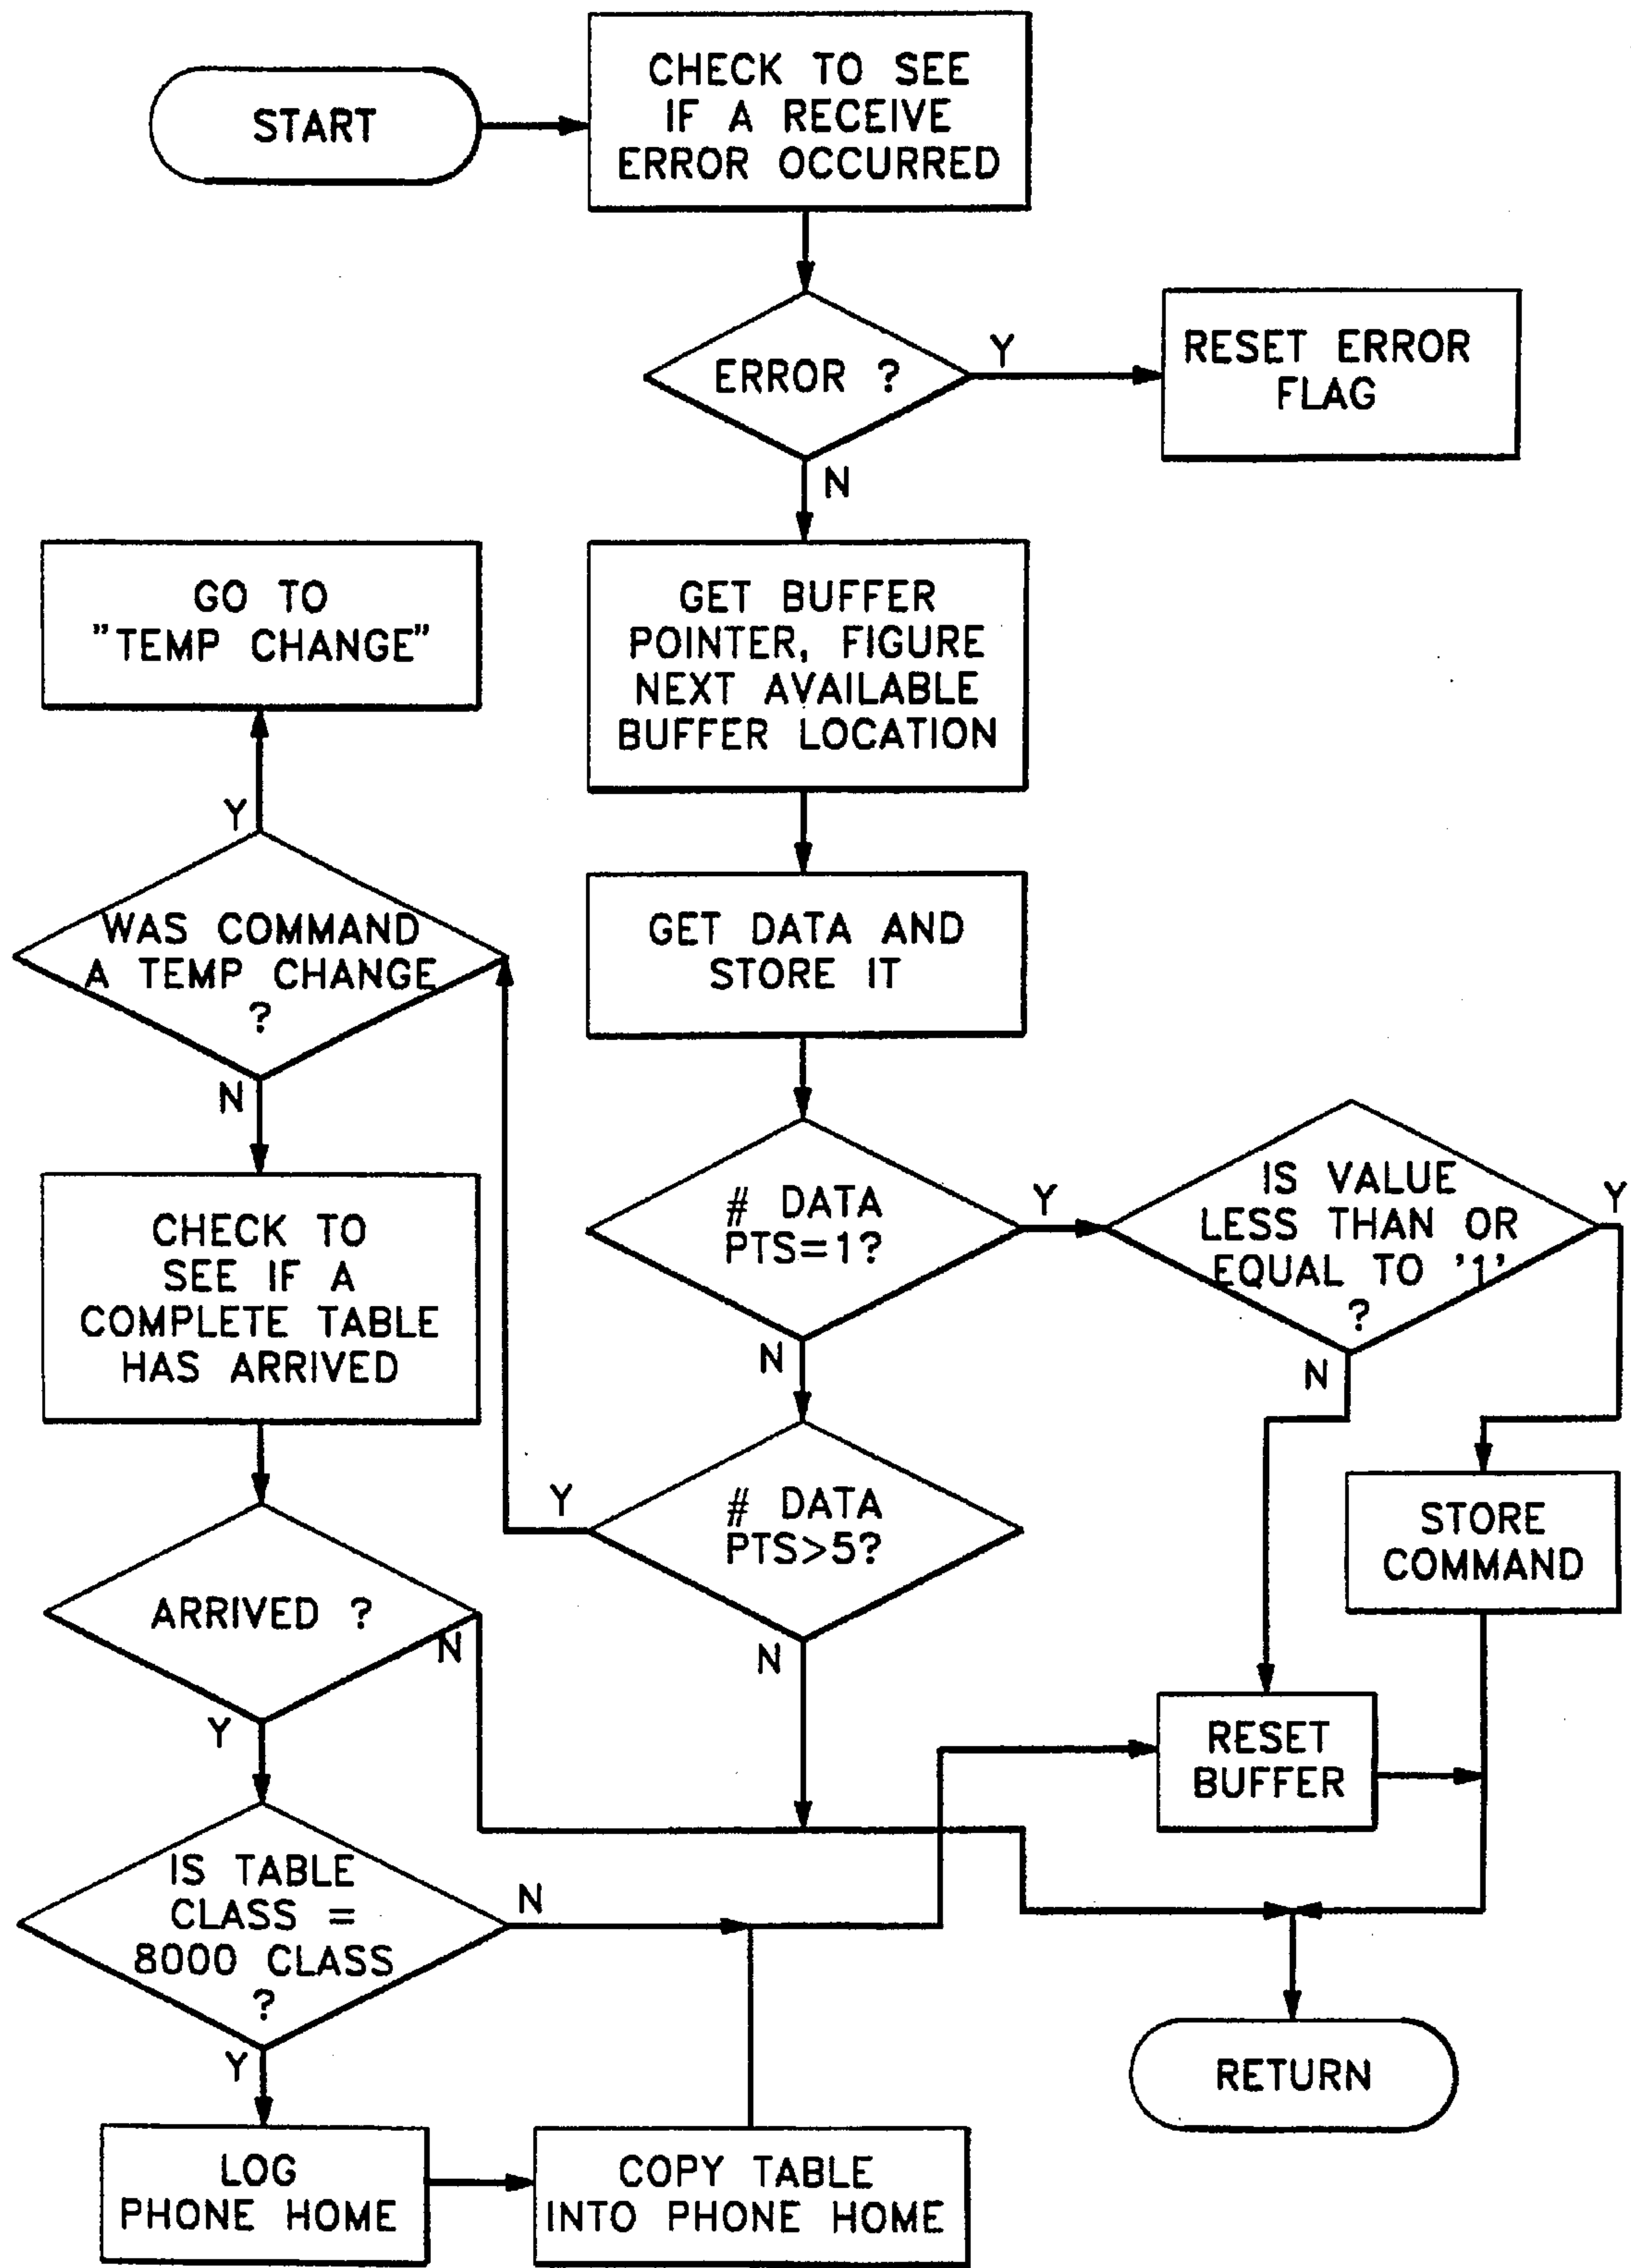 START
CHECK TO SEE
IF A RECEIVE
ERROR OCCURRED
ERROR ?
Y
RESET ERROR
FLAG
N
GET BUFFER
POINTER, FIGURE
NEXT AVAILABLE
BUFFER LOCATION
GO TO
"TEMP CHANGE"
Y
WAS COMMAND
A TEMP CHANGE
?
N
GET DATA AND
STORE IT
# DATA
PTS=1?
Y
N
IS VALUE
LESS THAN OR
EQUAL TO '1'
?
Y
N
CHECK TO
SEE IF A
COMPLETE TABLE
HAS ARRIVED
# DATA
PTS>5?
Y
N
STORE
COMMAND
ARRIVED ?
N
Y
RESET
BUFFER
IS TABLE
CLASS =
8000 CLASS
?
N
Y
RETURN
LOG
PHONE HOME
COPY TABLE
INTO PHONE HOME